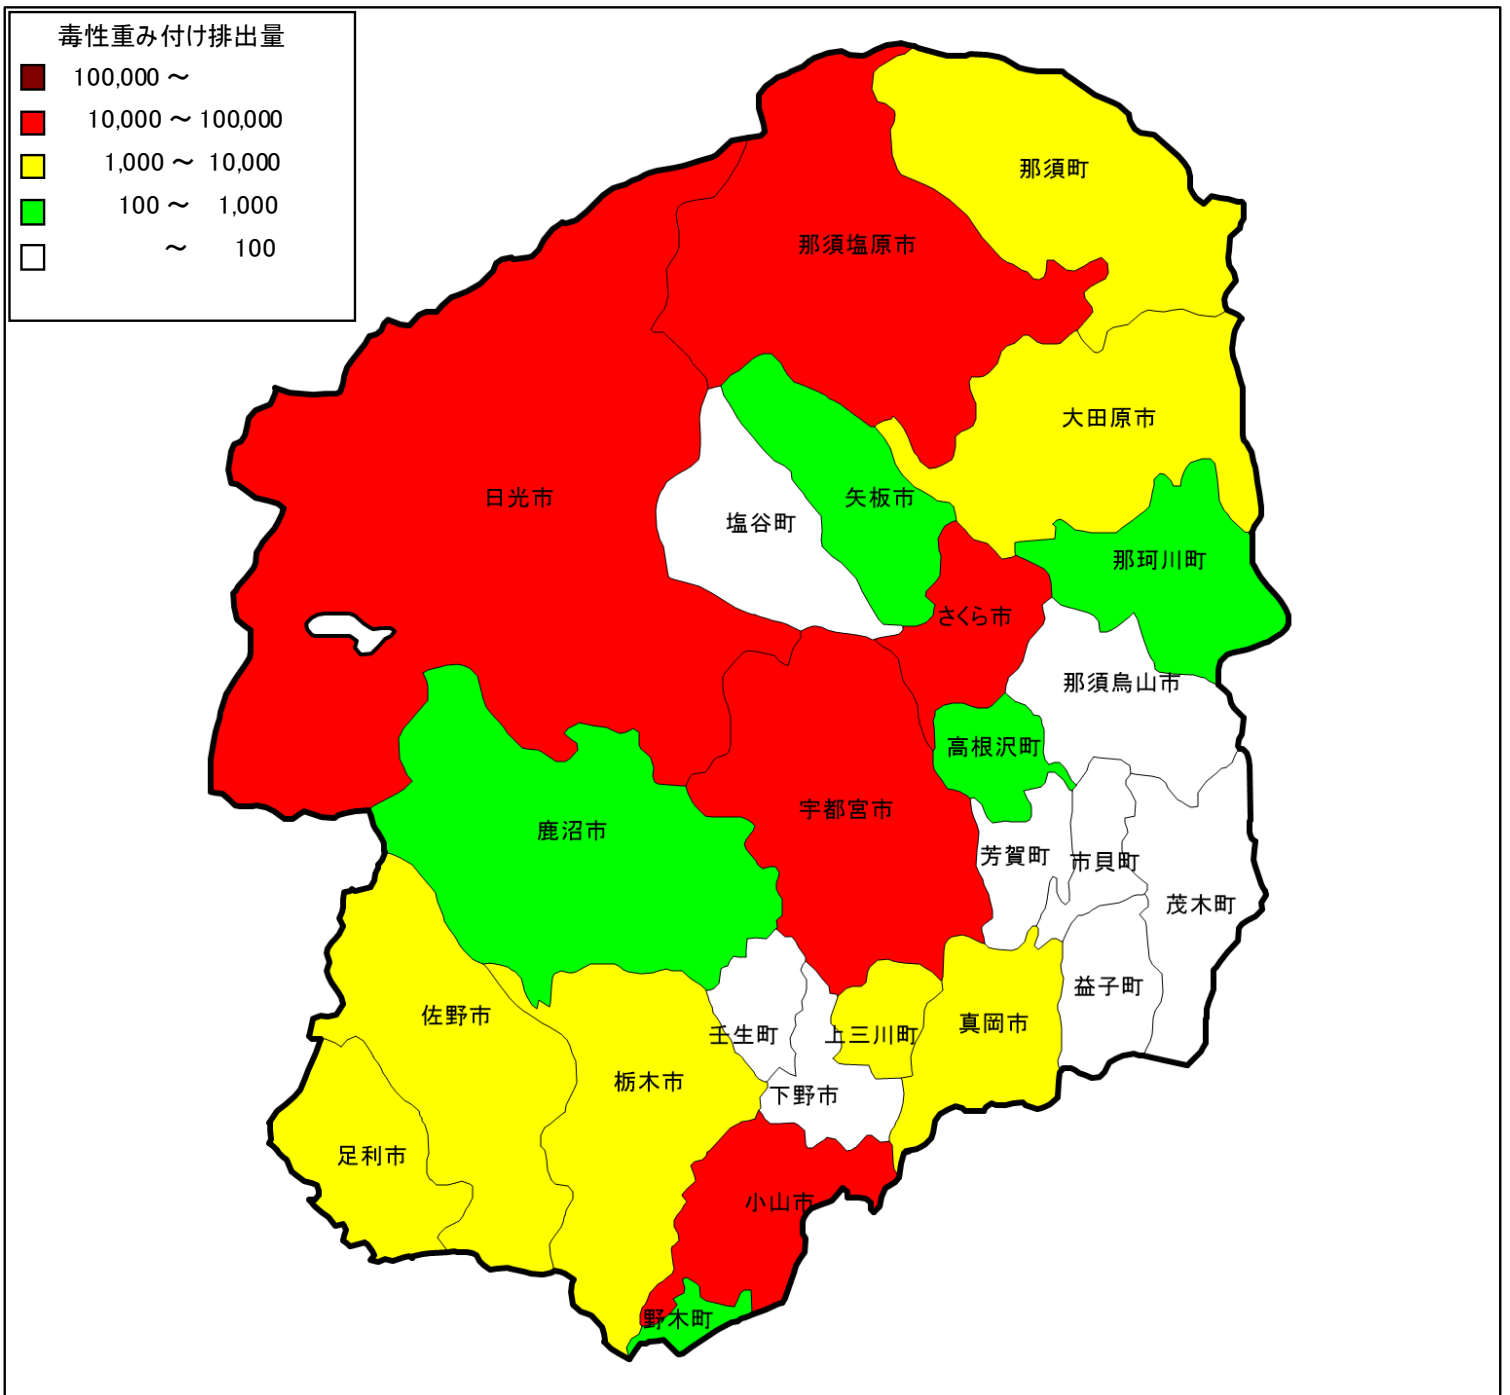 毒性重み付け排出量
100,000 ～
10,000 ～ 100,000
1,000 ～ 10,000
100 ～ 1,000
～ 100
那須町
那須塩原市
大田原市
日光市
矢板市
塩谷町
那珂川町
さくら市
那須烏山市
高根沢町
宇都宮市
鹿沼市
芳賀町
市貝町
茂木町
益子町
佐野市
真岡市
壬生町
上三川町
栃木市
下野市
足利市
小山市
野木町